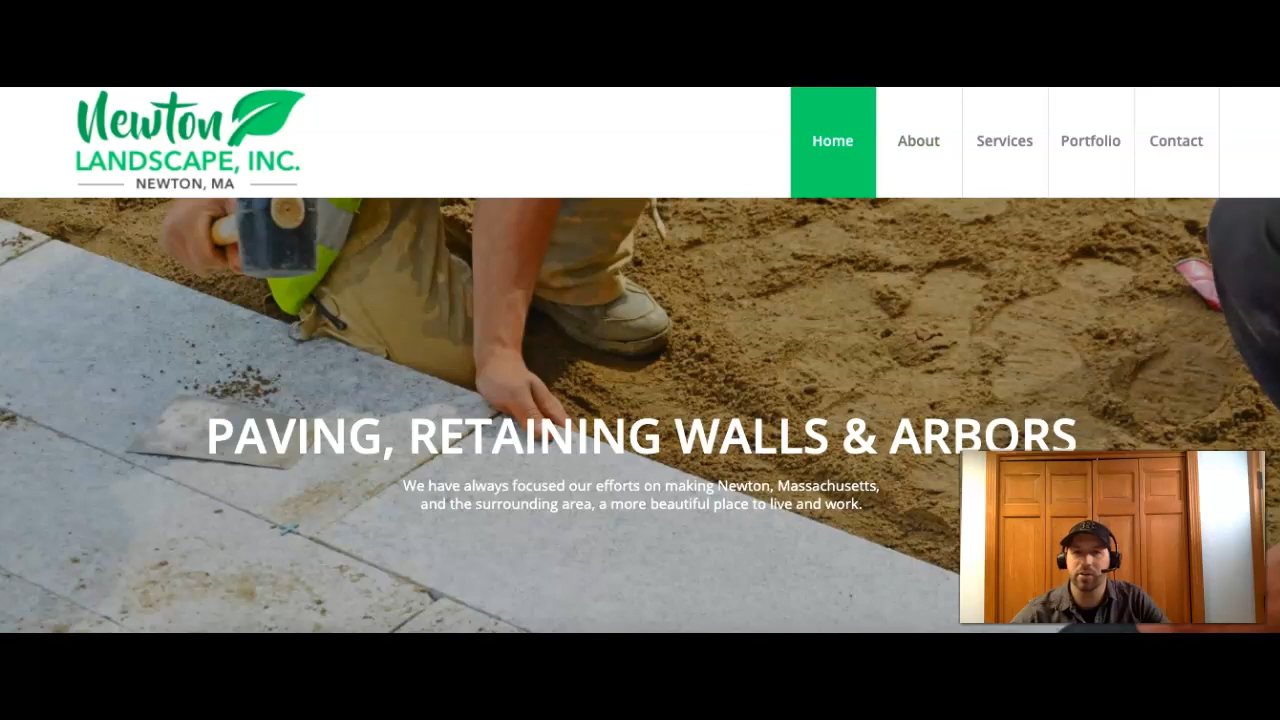 Newton
LANDSCAPE, INC.
NEWTON, MA
Home
About
Services
Portfolio
Contact
PAVING, RETAINING WALLS & ARBORS
We have always focused our efforts on making Newton, Massachusetts,
and the surrounding area, a more beautiful place to live and work.